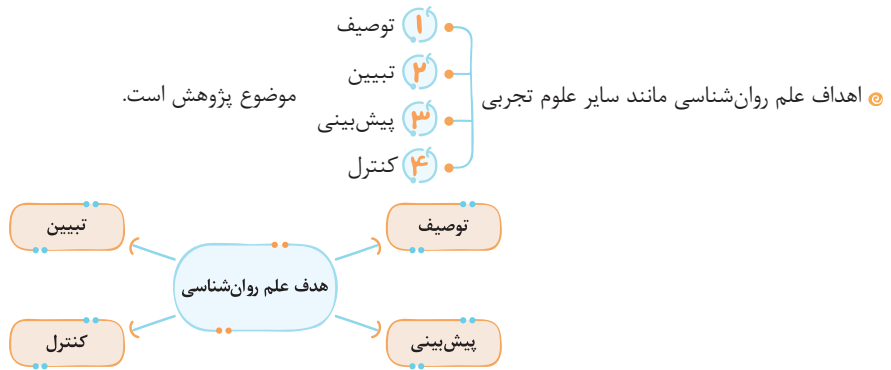 اهداف علم روان‌شناسی مانند سایر علوم تجربی
۱ توصیف
۲ تبیین
۳ پیش‌بینی
۴ کنترل
موضوع پژوهش است.
توصیف
تبیین
هدف علم روان‌شناسی
پیش‌بینی
کنترل